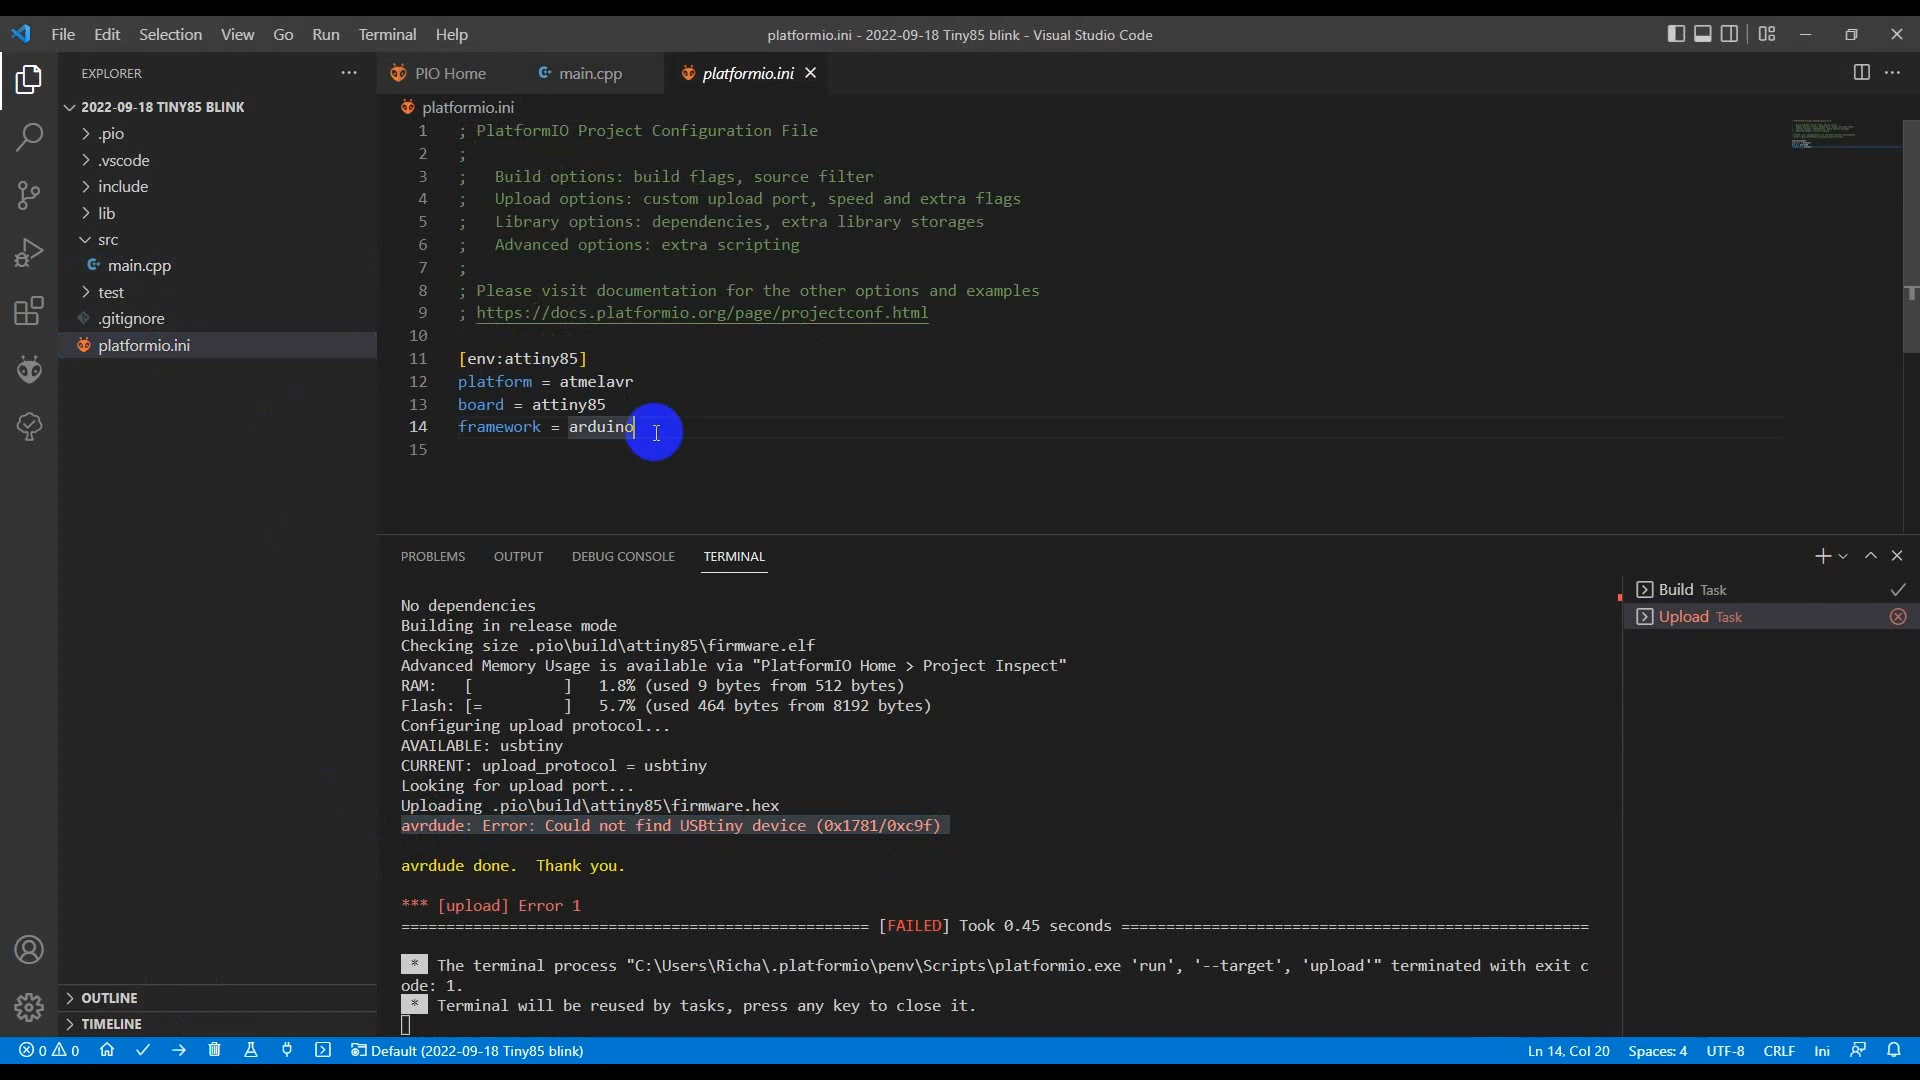 File Edit Selection View Go Run Terminal Help
platformio.ini - 2022-09-18 Tiny85 blink - Visual Studio Code
EXPLORER
PIO Home
main.cpp
platformio.ini
2022-09-18 TINY85 BLINK
.pio
.vscode
include
lib
src
main.cpp
test
.gitignore
platformio.ini
OUTLINE
TIMELINE
platformio.ini
1 ; PlatformIO Project Configuration File
2 ;
3 ;   Build options: build flags, source filter
4 ;   Upload options: custom upload port, speed and extra flags
5 ;   Library options: dependencies, extra library storages
6 ;   Advanced options: extra scripting
7 ;
8 ; Please visit documentation for the other options and examples
9 ; https://docs.platformio.org/page/projectconf.html
10
11 [env:attiny85]
12 platform = atmelavr
13 board = attiny85
14 framework = arduino
15
PROBLEMS OUTPUT DEBUG CONSOLE TERMINAL
Build Task
Upload Task
No dependencies
Building in release mode
Checking size .pio\build\attiny85\firmware.elf
Advanced Memory Usage is available via "PlatformIO Home > Project Inspect"
RAM:   [          ]   1.8% (used 9 bytes from 512 bytes)
Flash: [=         ]   5.7% (used 464 bytes from 8192 bytes)
Configuring upload protocol...
AVAILABLE: usbtiny
CURRENT: upload_protocol = usbtiny
Looking for upload port...
Uploading .pio\build\attiny85\firmware.hex
avrdude: Error: Could not find USBtiny device (0x1781/0xc9f)
avrdude done.  Thank you.
*** [upload] Error 1
==================================================== [FAILED] Took 0.45 seconds ====================================================
* The terminal process "C:\Users\Richa\.platformio\penv\Scripts\platformio.exe 'run', '--target', 'upload'" terminated with exit c
ode: 1.
* Terminal will be reused by tasks, press any key to close it.
0 0 Default (2022-09-18 Tiny85 blink) Ln 14, Col 20 Spaces: 4 UTF-8 CRLF Ini